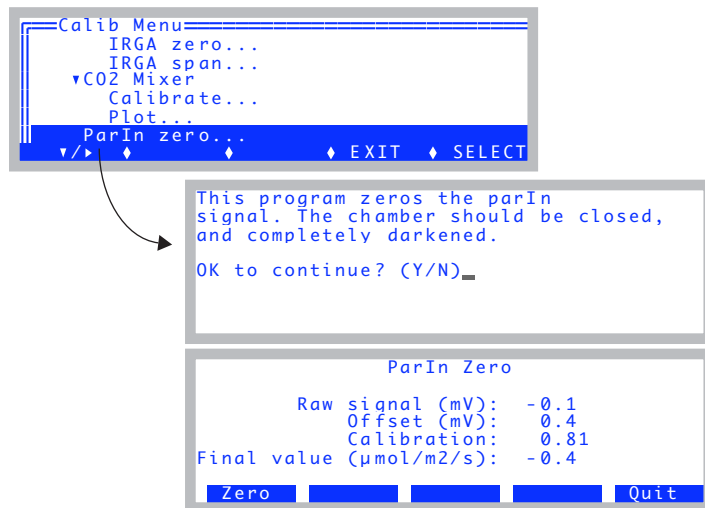 Calib Menu
IRGA zero...
IRGA span...
▾CO2 Mixer
Calibrate...
Plot...
ParIn zero...
▾/▸ ♦ ♦ ♦ EXIT ♦ SELECT
This program zeros the parIn
signal. The chamber should be closed,
and completely darkened.
OK to continue? (Y/N)
ParIn Zero
Raw signal (mV): -0.1
Offset (mV): 0.4
Calibration: 0.81
Final value (µmol/m2/s): -0.4
Zero Quit